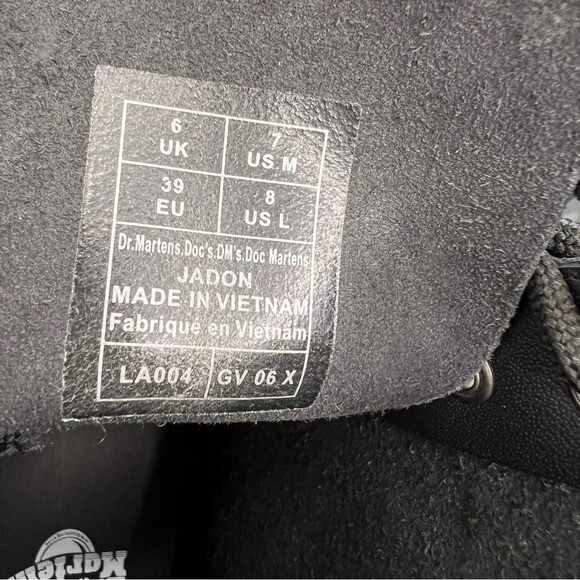 6 7
UK US M
39 8
EU US L
Dr.Martens.Doc's.DM's.Doc Martens
JADON
MADE IN VIETNAM
Fabriqué en Vietnam
LA004 GV 06 X